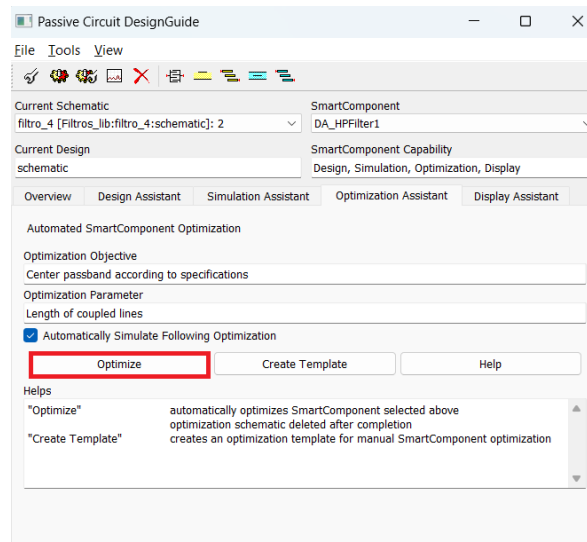 Passive Circuit DesignGuide
File Tools View
Current Schematic
SmartComponent
filtro_4 [Filtros_lib:filtro_4:schematic]: 2
DA_HPFilter1
Current Design
SmartComponent Capability
schematic
Design, Simulation, Optimization, Display
Overview Design Assistant Simulation Assistant Optimization Assistant Display Assistant
Automated SmartComponent Optimization
Optimization Objective
Center passband according to specifications
Optimization Parameter
Length of coupled lines
Automatically Simulate Following Optimization
Optimize Create Template Help
Helps
"Optimize" automatically optimizes SmartComponent selected above
optimization schematic deleted after completion
"Create Template" creates an optimization template for manual SmartComponent optimization